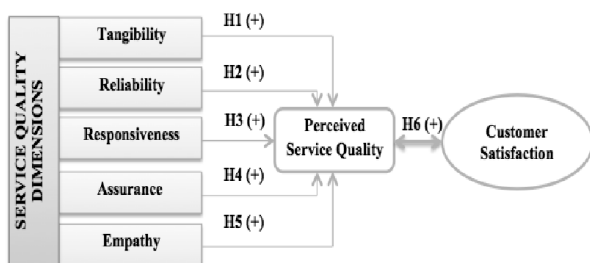 SERVICE QUALITY
DIMENSIONS
Tangibility
H1 (+)
Reliability
H2 (+)
Responsiveness
H3 (+)
Assurance
H4 (+)
Empathy
H5 (+)
Perceived
Service Quality
H6 (+)
Customer
Satisfaction